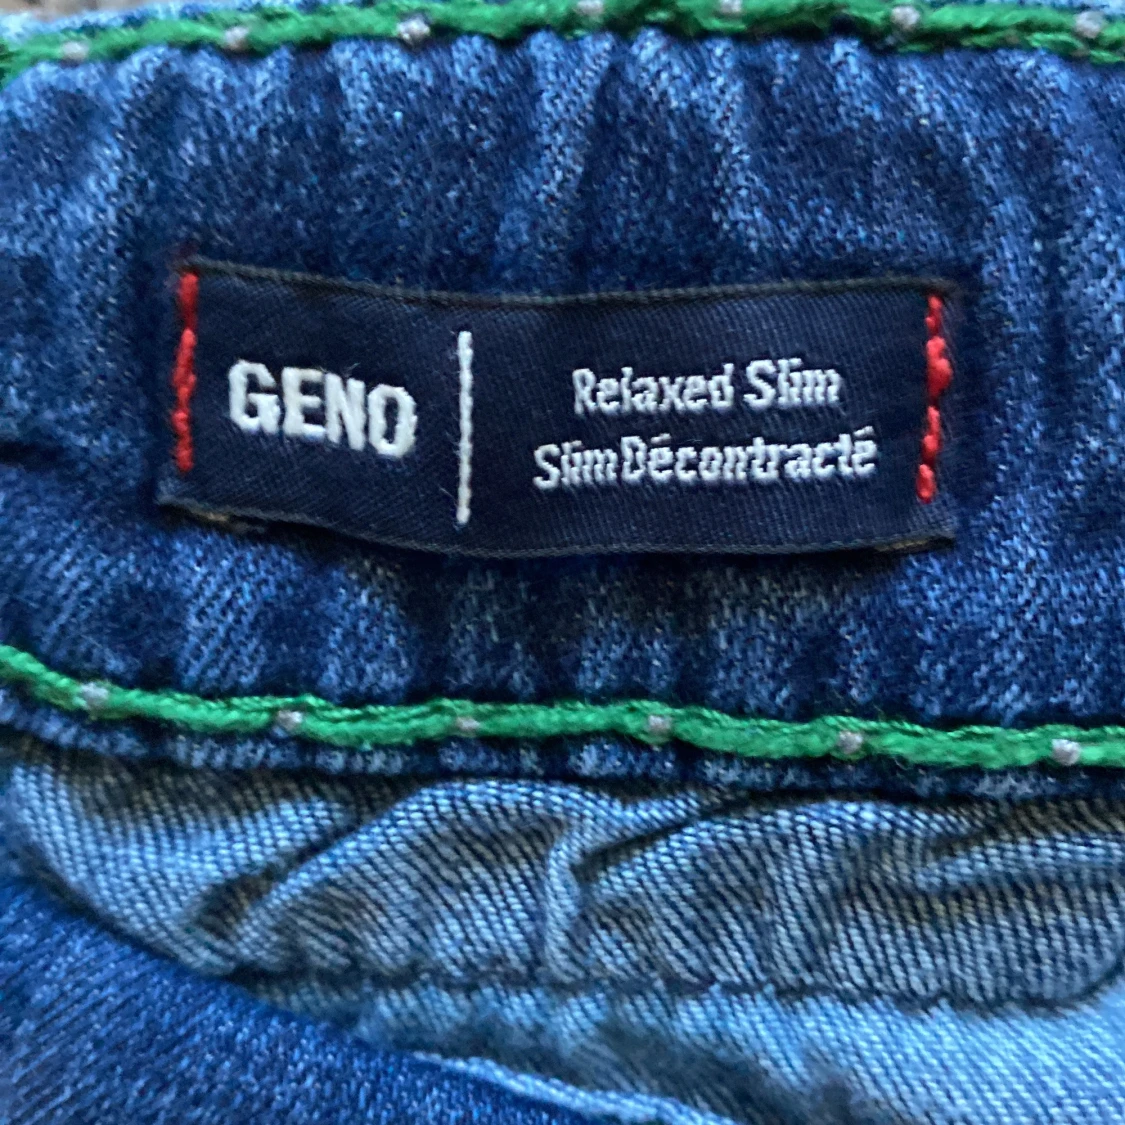 GENO
Relaxed Slim
Slim Décontracté